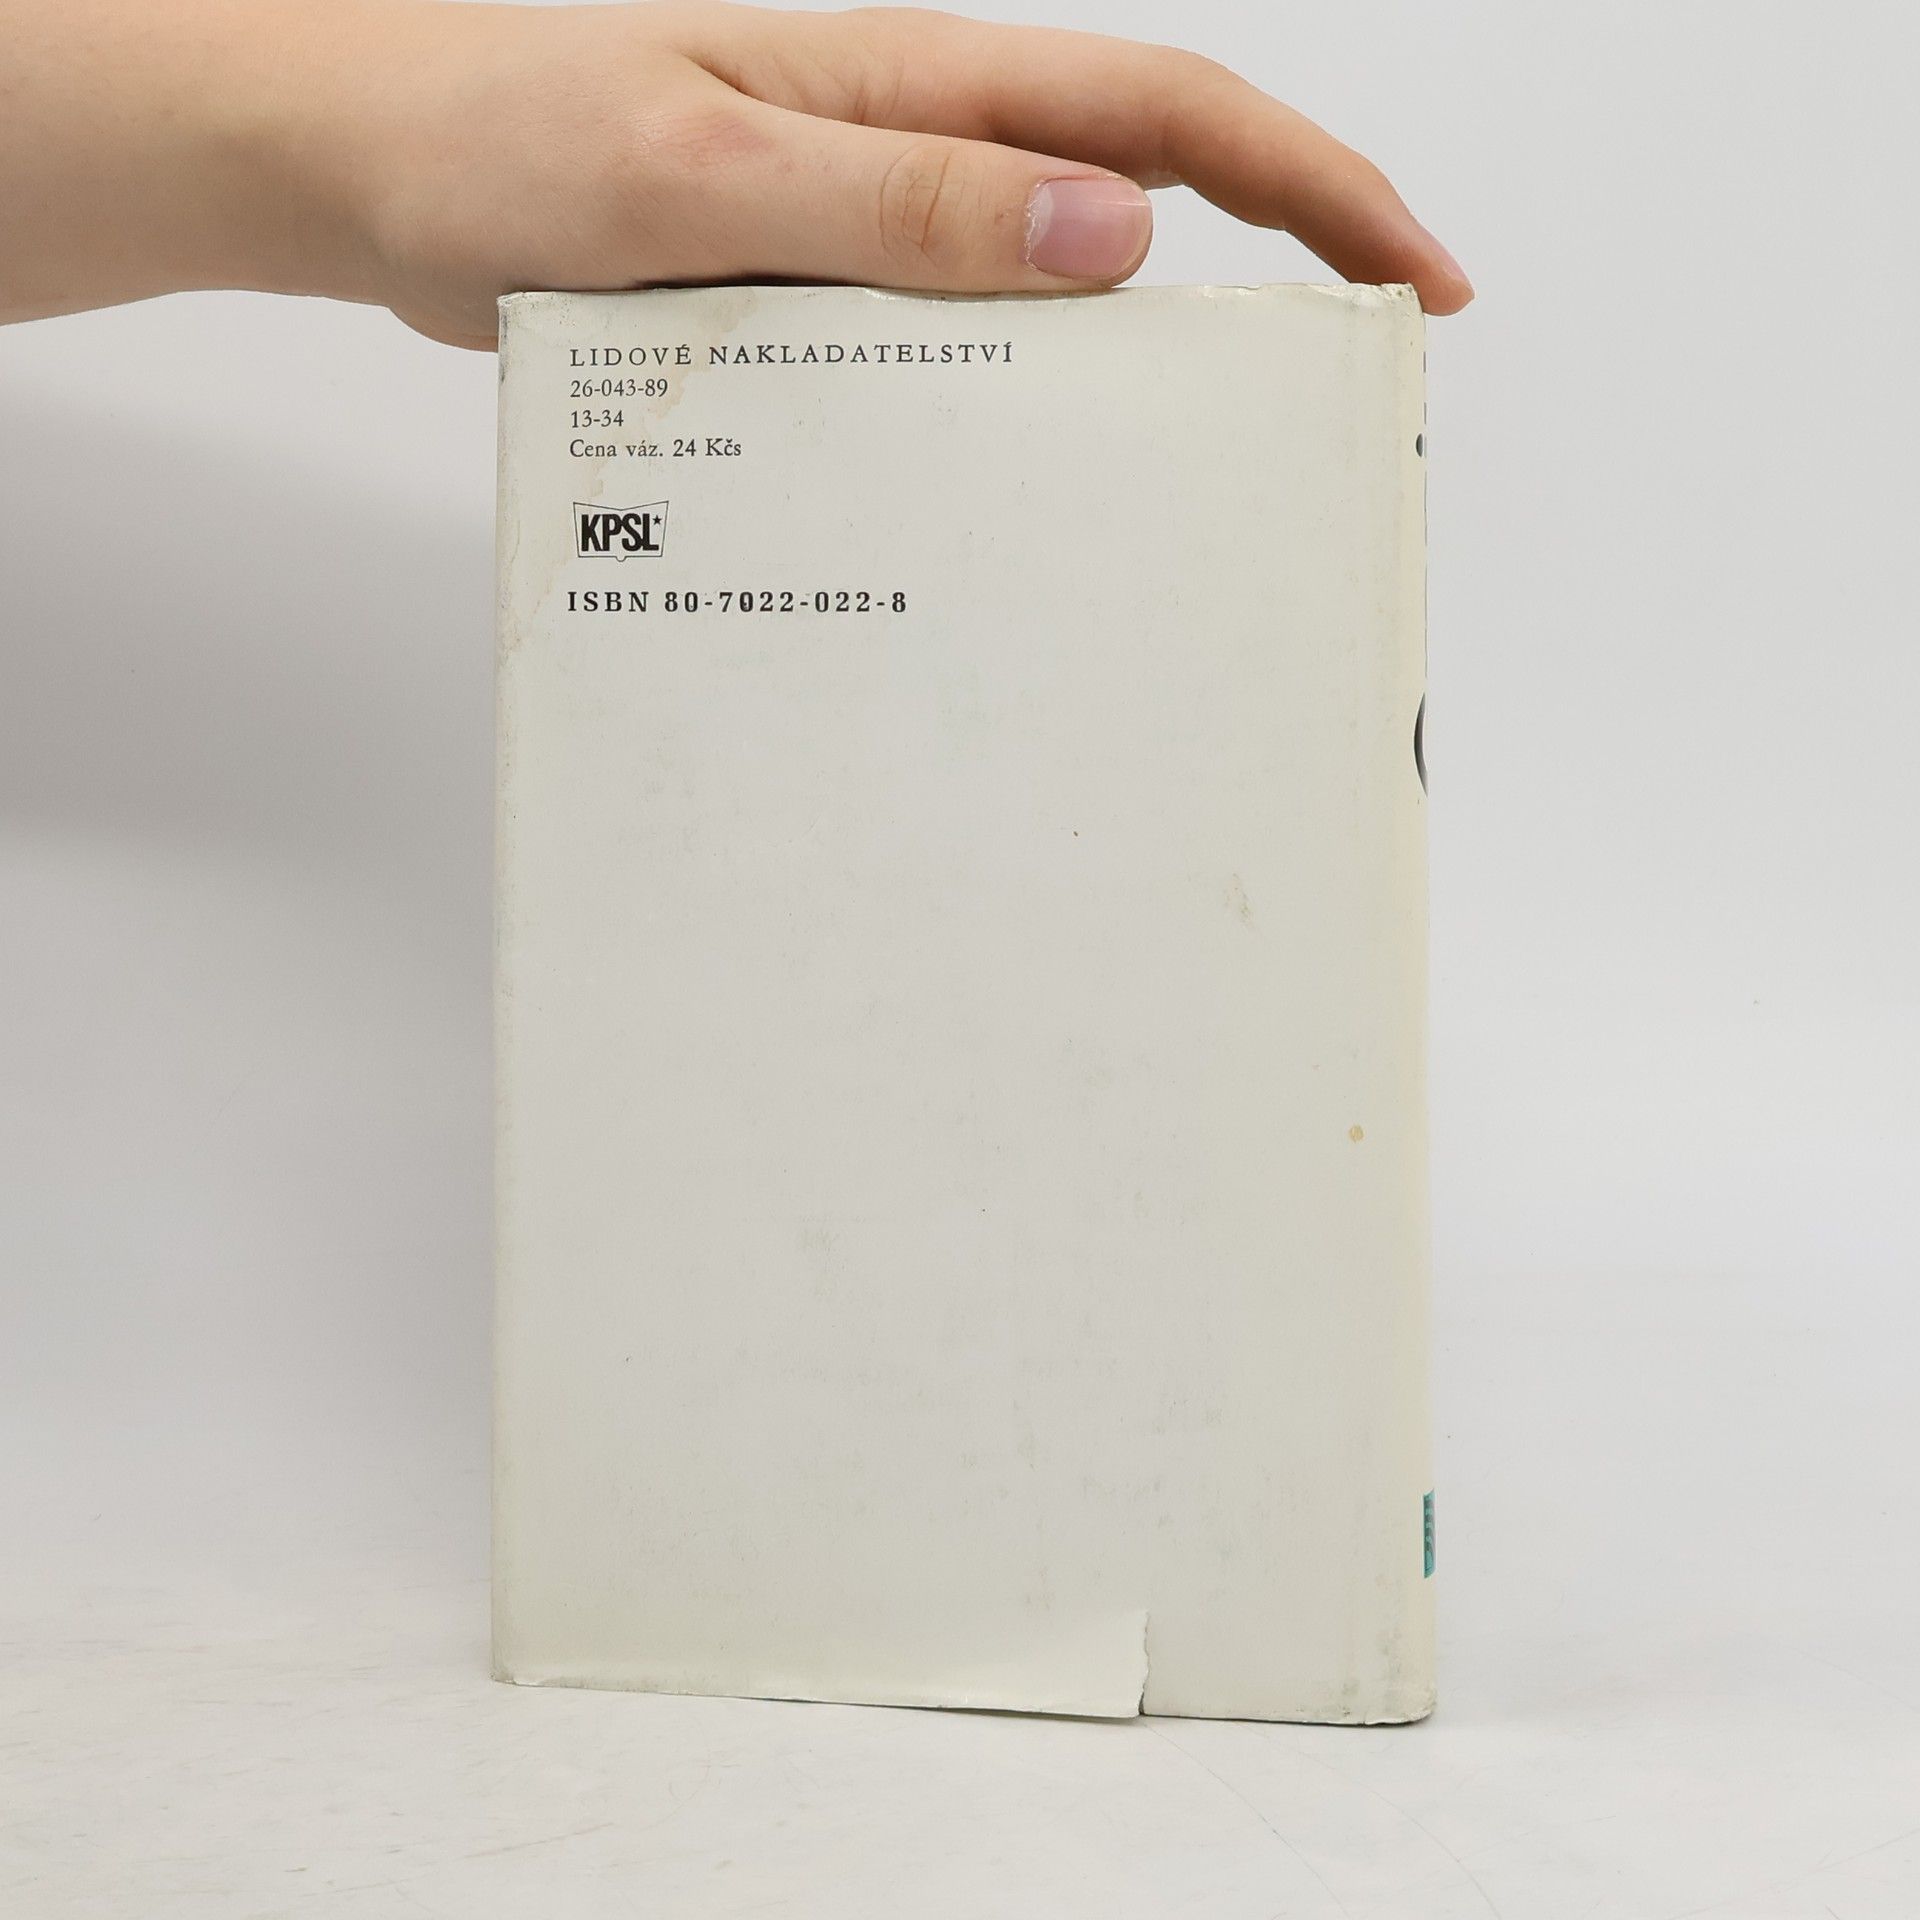 LIDOVÉ NAKLADATELSTVÍ
26-043-89
13-34
Cena váz. 24 Kčs
KPSL
ISBN 80-7022-022-8